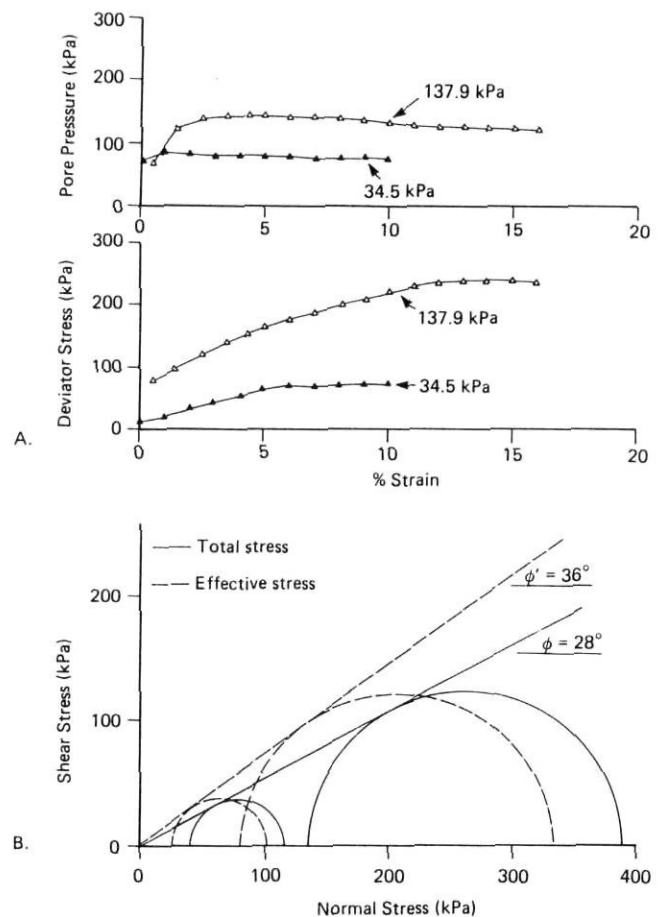 300
200
100
0
Pore Presssure (kPa)
137.9 kPa
34.5 kPa
5
10
15
20
300
200
100
0
Deviator Stress (kPa)
137.9 kPa
34.5 kPa
0
5
10
15
20
% Strain
A.
Total stress
Effective stress
ϕ' = 36°
ϕ = 28°
200
100
0
Shear Stress (kPa)
B.
0
100
200
300
400
Normal Stress (kPa)